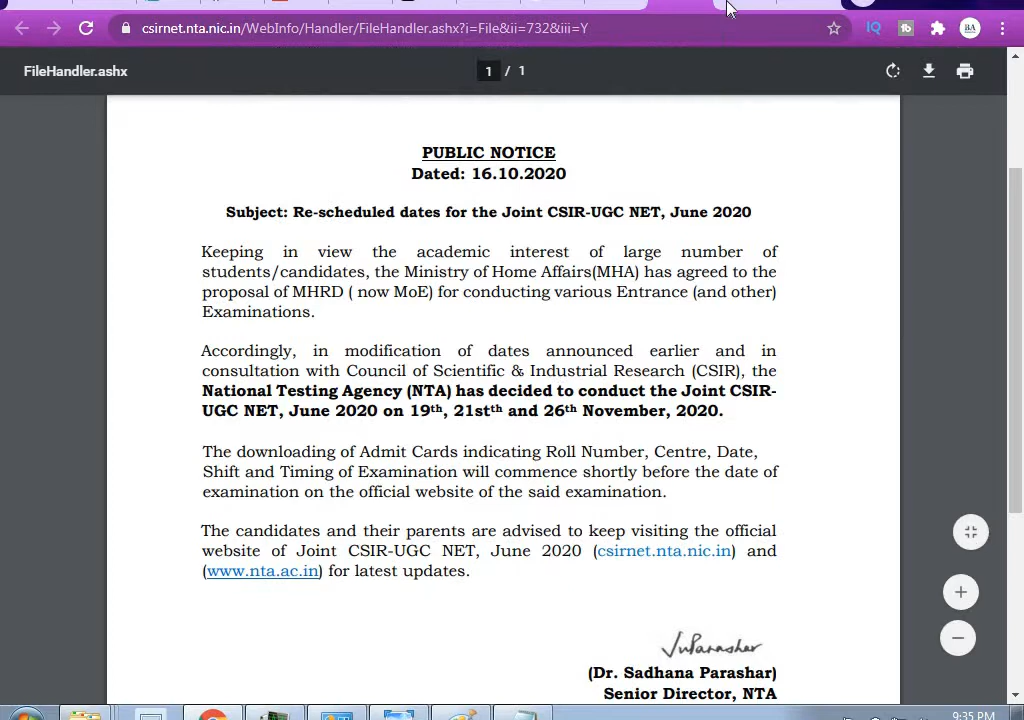 csirnet.nta.nic.in/WebInfo/Handler/FileHandler.ashx?i=File&ii=732&iii=Y
IQ
tb
BA
FileHandler.ashx
1 / 1
PUBLIC NOTICE
Dated: 16.10.2020
Subject: Re-scheduled dates for the Joint CSIR-UGC NET, June 2020
Keeping in view the academic interest of large number of
students/candidates, the Ministry of Home Affairs(MHA) has agreed to the
proposal of MHRD ( now MoE) for conducting various Entrance (and other)
Examinations.
Accordingly, in modification of dates announced earlier and in
consultation with Council of Scientific & Industrial Research (CSIR), the
National Testing Agency (NTA) has decided to conduct the Joint CSIR-
UGC NET, June 2020 on 19th, 21stth and 26th November, 2020.
The downloading of Admit Cards indicating Roll Number, Centre, Date,
Shift and Timing of Examination will commence shortly before the date of
examination on the official website of the said examination.
The candidates and their parents are advised to keep visiting the official
website of Joint CSIR-UGC NET, June 2020 (csirnet.nta.nic.in) and
(www.nta.ac.in) for latest updates.
(Dr. Sadhana Parashar)
Senior Director, NTA
9:35 PM